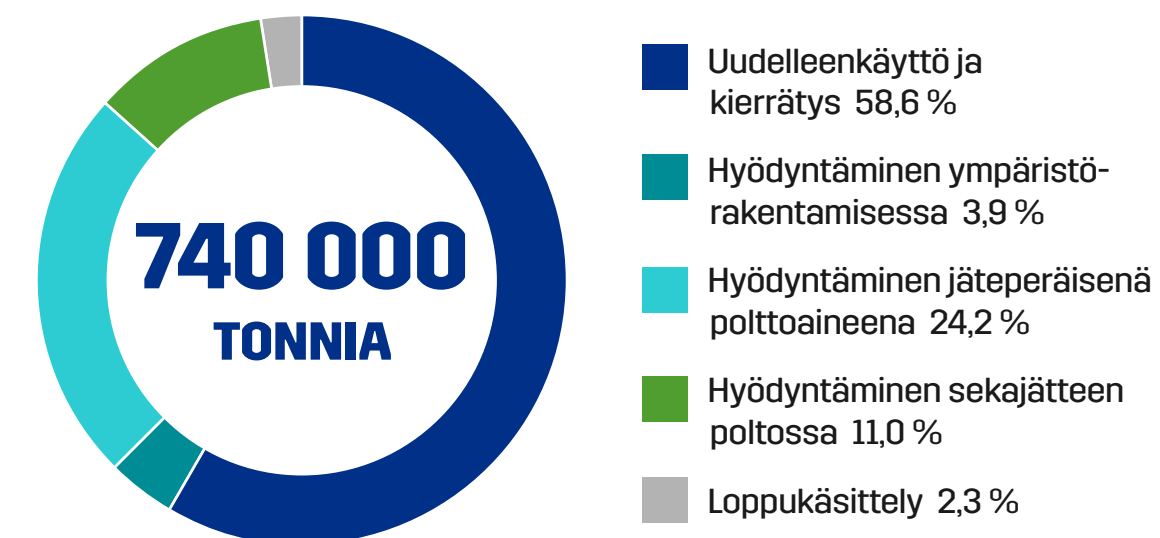 740 000
TONNIA
Uudelleenkäyttö ja
kierrätys 58,6 %
Hyödyntäminen ympäristö-
rakentamisessa 3,9 %
Hyödyntäminen jäteperäisenä
polttoaineena 24,2 %
Hyödyntäminen sekajätteen
poltossa 11,0 %
Loppukäsittely 2,3 %